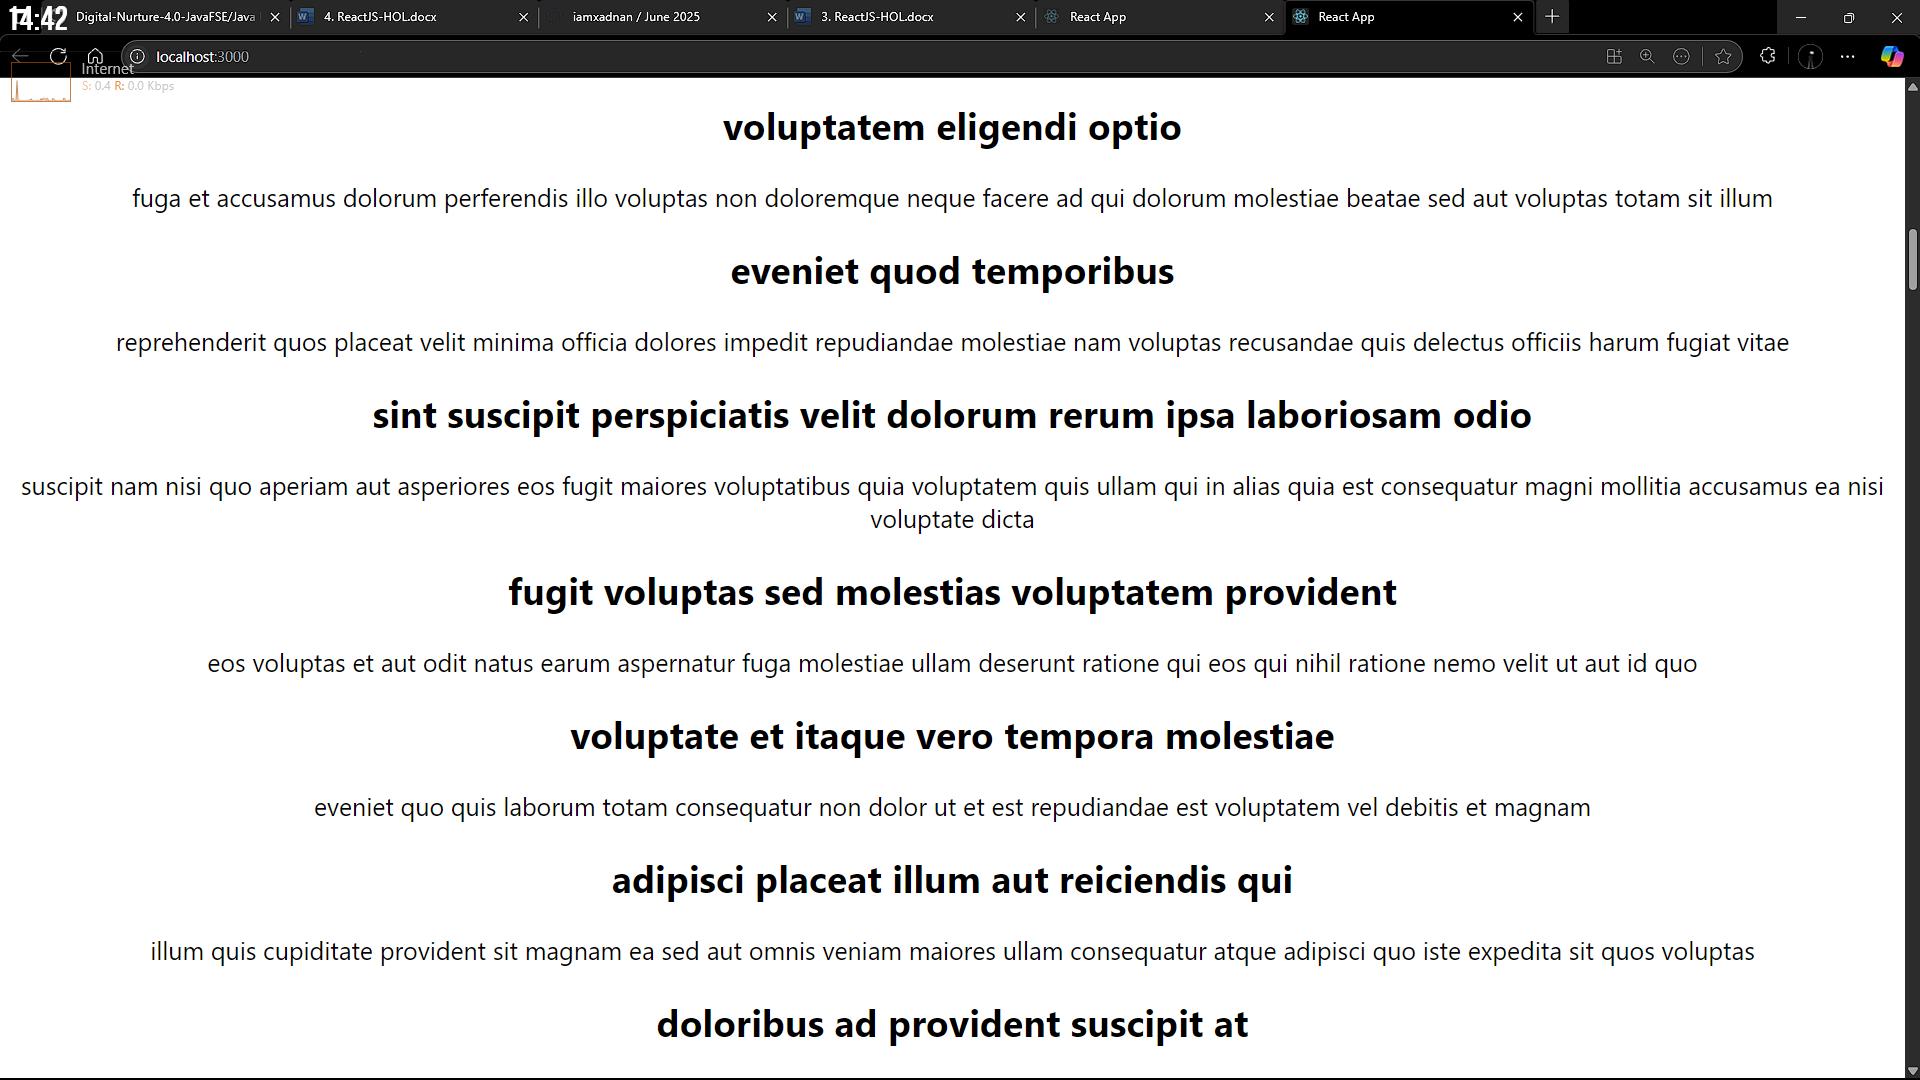 14:42
Digital-Nurture-4.0-JavaFSE/Java
4. ReactJS-HOL.docx
iamxadnan / June 2025
3. ReactJS-HOL.docx
React App
React App
localhost:3000
Internet
S: 0.4 R: 0.0 Kbps
voluptatem eligendi optio
fuga et accusamus dolorum perferendis illo voluptas non doloremque neque facere ad qui dolorum molestiae beatae sed aut voluptas totam sit illum
eveniet quod temporibus
reprehenderit quos placeat velit minima officia dolores impedit repudiandae molestiae nam voluptas recusandae quis delectus officiis harum fugiat vitae
sint suscipit perspiciatis velit dolorum rerum ipsa laboriosam odio
suscipit nam nisi quo aperiam aut asperiores eos fugit maiores voluptatibus quia voluptatem quis ullam qui in alias quia est consequatur magni mollitia accusamus ea nisi
voluptate dicta
fugit voluptas sed molestias voluptatem provident
eos voluptas et aut odit natus earum aspernatur fuga molestiae ullam deserunt ratione qui eos qui nihil ratione nemo velit ut aut id quo
voluptate et itaque vero tempora molestiae
eveniet quo quis laborum totam consequatur non dolor ut et est repudiandae est voluptatem vel debitis et magnam
adipisci placeat illum aut reiciendis qui
illum quis cupiditate provident sit magnam ea sed aut omnis veniam maiores ullam consequatur atque adipisci quo iste expedita sit quos voluptas
doloribus ad provident suscipit at